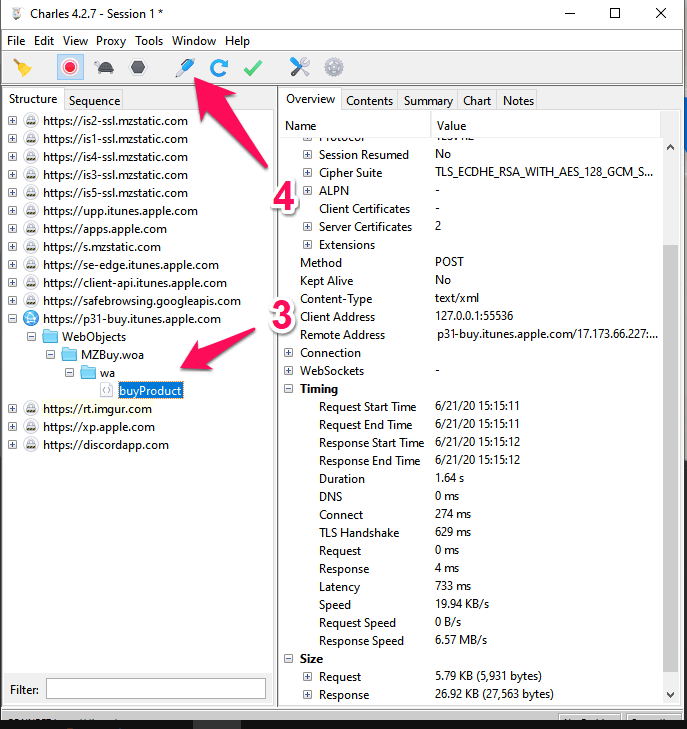 Charles 4.2.7 - Session 1 *
File Edit View Proxy Tools Window Help
Structure Sequence
https://is2-ssl.mzstatic.com
https://is1-ssl.mzstatic.com
https://is4-ssl.mzstatic.com
https://is3-ssl.mzstatic.com
https://is5-ssl.mzstatic.com
https://upp.itunes.apple.com
https://apps.apple.com
https://s.mzstatic.com
https://se-edge.itunes.apple.com
https://client-api.itunes.apple.com
https://safebrowsing.googleapis.com
https://p31-buy.itunes.apple.com
WebObjects
MZBuy.woa
wa
buyProduct
https://rt.imgur.com
https://xp.apple.com
https://discordapp.com
Filter:
4
3
Overview Contents Summary Chart Notes
Name Value
Protocol
Session Resumed No
Cipher Suite TLS_ECDHE_RSA_WITH_AES_128_GCM_S...
ALPN -
Client Certificates -
Server Certificates 2
Extensions
Method POST
Kept Alive No
Content-Type text/xml
Client Address 127.0.0.1:55536
Remote Address p31-buy.itunes.apple.com/17.173.66.227:...
Connection
WebSockets -
Timing
Request Start Time 6/21/20 15:15:11
Request End Time 6/21/20 15:15:11
Response Start Time 6/21/20 15:15:12
Response End Time 6/21/20 15:15:12
Duration 1.64 s
DNS 0 ms
Connect 274 ms
TLS Handshake 629 ms
Request 0 ms
Response 4 ms
Latency 733 ms
Speed 19.94 KB/s
Request Speed 0 B/s
Response Speed 6.57 MB/s
Size
Request 5.79 KB (5,931 bytes)
Response 26.92 KB (27,563 bytes)